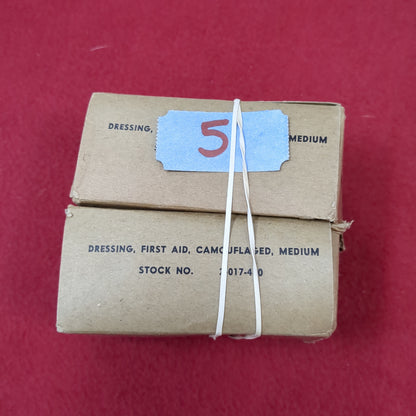 DRESSING,
5
MEDIUM
DRESSING, FIRST AID, CAMOUFLAGED, MEDIUM
STOCK NO.